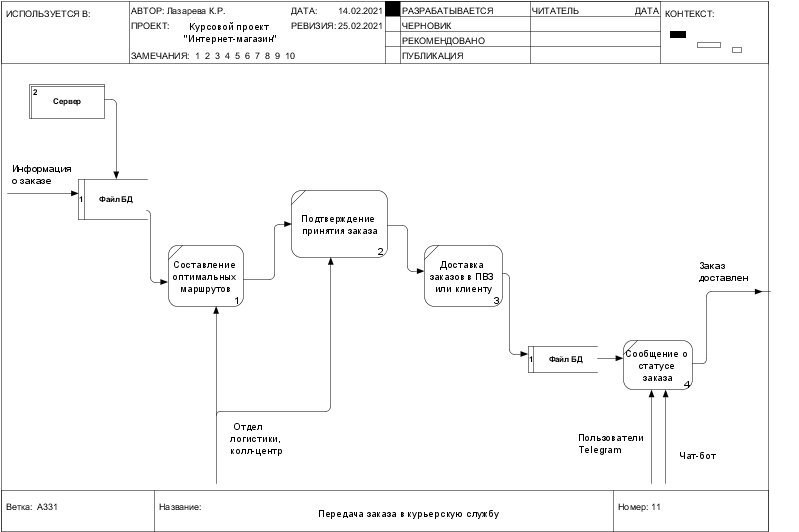 ИСПОЛЬЗУЕТСЯ В:
АВТОР: Лазарева К.Р.
ДАТА: 14.02.2021
РАЗРАБАТЫВАЕТСЯ
ЧИТАТЕЛЬ
ДАТА
КОНТЕКСТ:
ПРОЕКТ: Курсовой проект
"Интернет-магазин"
РЕВИЗИЯ: 25.02.2021
ЧЕРНОВИК
РЕКОМЕНДОВАНО
ЗАМЕЧАНИЯ: 1 2 3 4 5 6 7 8 9 10
ПУБЛИКАЦИЯ
2
Сервер
Информация
о заказе
1
Файл БД
Составление
оптимальных
маршрутов
1
Подтверждение
принятия заказа
2
Доставка
заказов в ПВЗ
или клиенту
3
1
Файл БД
Сообщение о
статусе
заказа
4
Заказ
доставлен
Отдел
логистики,
колл-центр
Пользователи
Telegram
Чат-бот
Ветка: А331
Название:
Передача заказа в курьерскую службу
Номер: 11